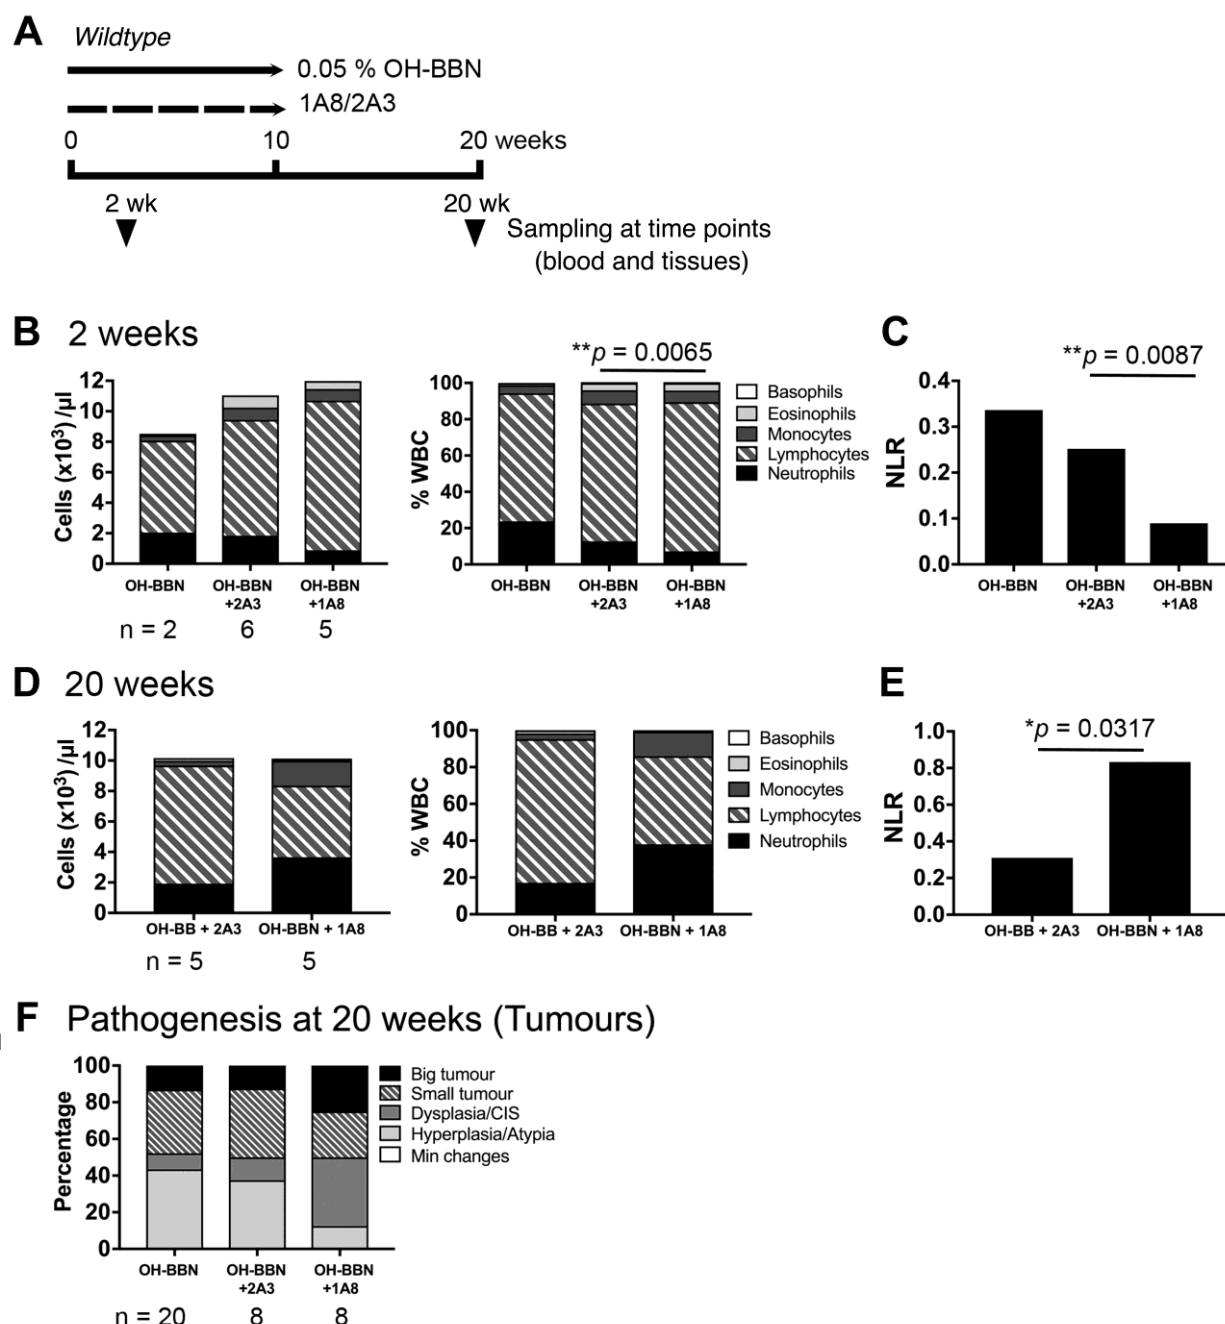 A
Wildtype
0.05 % OH-BBN
1A8/2A3
0 10 20 weeks
2 wk 20 wk
Sampling at time points
(blood and tissues)
B 2 weeks
Cells (x10³) /µl
12
10
8
6
4
2
0
OH-BBN OH-BBN +2A3 OH-BBN +1A8
n = 2 6 5
**p = 0.0065
% WBC
100
80
60
40
20
0
OH-BBN OH-BBN +2A3 OH-BBN +1A8
Basophils
Eosinophils
Monocytes
Lymphocytes
Neutrophils
C
**p = 0.0087
NLR
0.4
0.3
0.2
0.1
0.0
OH-BBN OH-BBN +2A3 OH-BBN +1A8
D 20 weeks
Cells (x10³) /µl
12
10
8
6
4
2
0
OH-BB + 2A3 OH-BBN + 1A8
n = 5 5
% WBC
100
80
60
40
20
0
OH-BB + 2A3 OH-BBN + 1A8
Basophils
Eosinophils
Monocytes
Lymphocytes
Neutrophils
E
*p = 0.0317
NLR
1.0
0.8
0.6
0.4
0.2
0.0
OH-BB + 2A3 OH-BBN + 1A8
F Pathogenesis at 20 weeks (Tumours)
Percentage
100
80
60
40
20
0
OH-BBN OH-BBN +2A3 OH-BBN +1A8
n = 20 8 8
Big tumour
Small tumour
Dysplasia/CIS
Hyperplasia/Atypia
Min changes